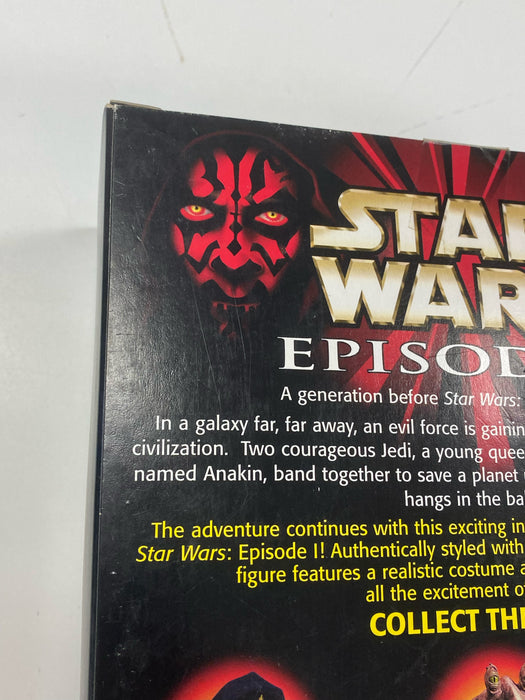 STAR
WARS
EPISOD
A generation before Star Wars:
In a galaxy far, far away, an evil force is gainin
civilization. Two courageous Jedi, a young quee
named Anakin, band together to save a planet
hangs in the ba
The adventure continues with this exciting in
Star Wars: Episode I! Authentically styled with
figure features a realistic costume a
all the excitement o
COLLECT THE